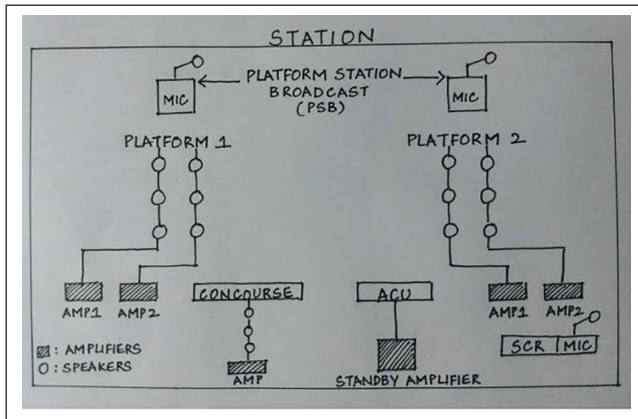 STATION
PLATFORM STATION
BROADCAST
(PSB)
MIC
MIC
PLATFORM 1
PLATFORM 2
AMP1
AMP2
CONCOURSE
ACU
AMP1
AMP2
SCR
MIC
: AMPLIFIERS
: SPEAKERS
AMP
STANDBY AMPLIFIER